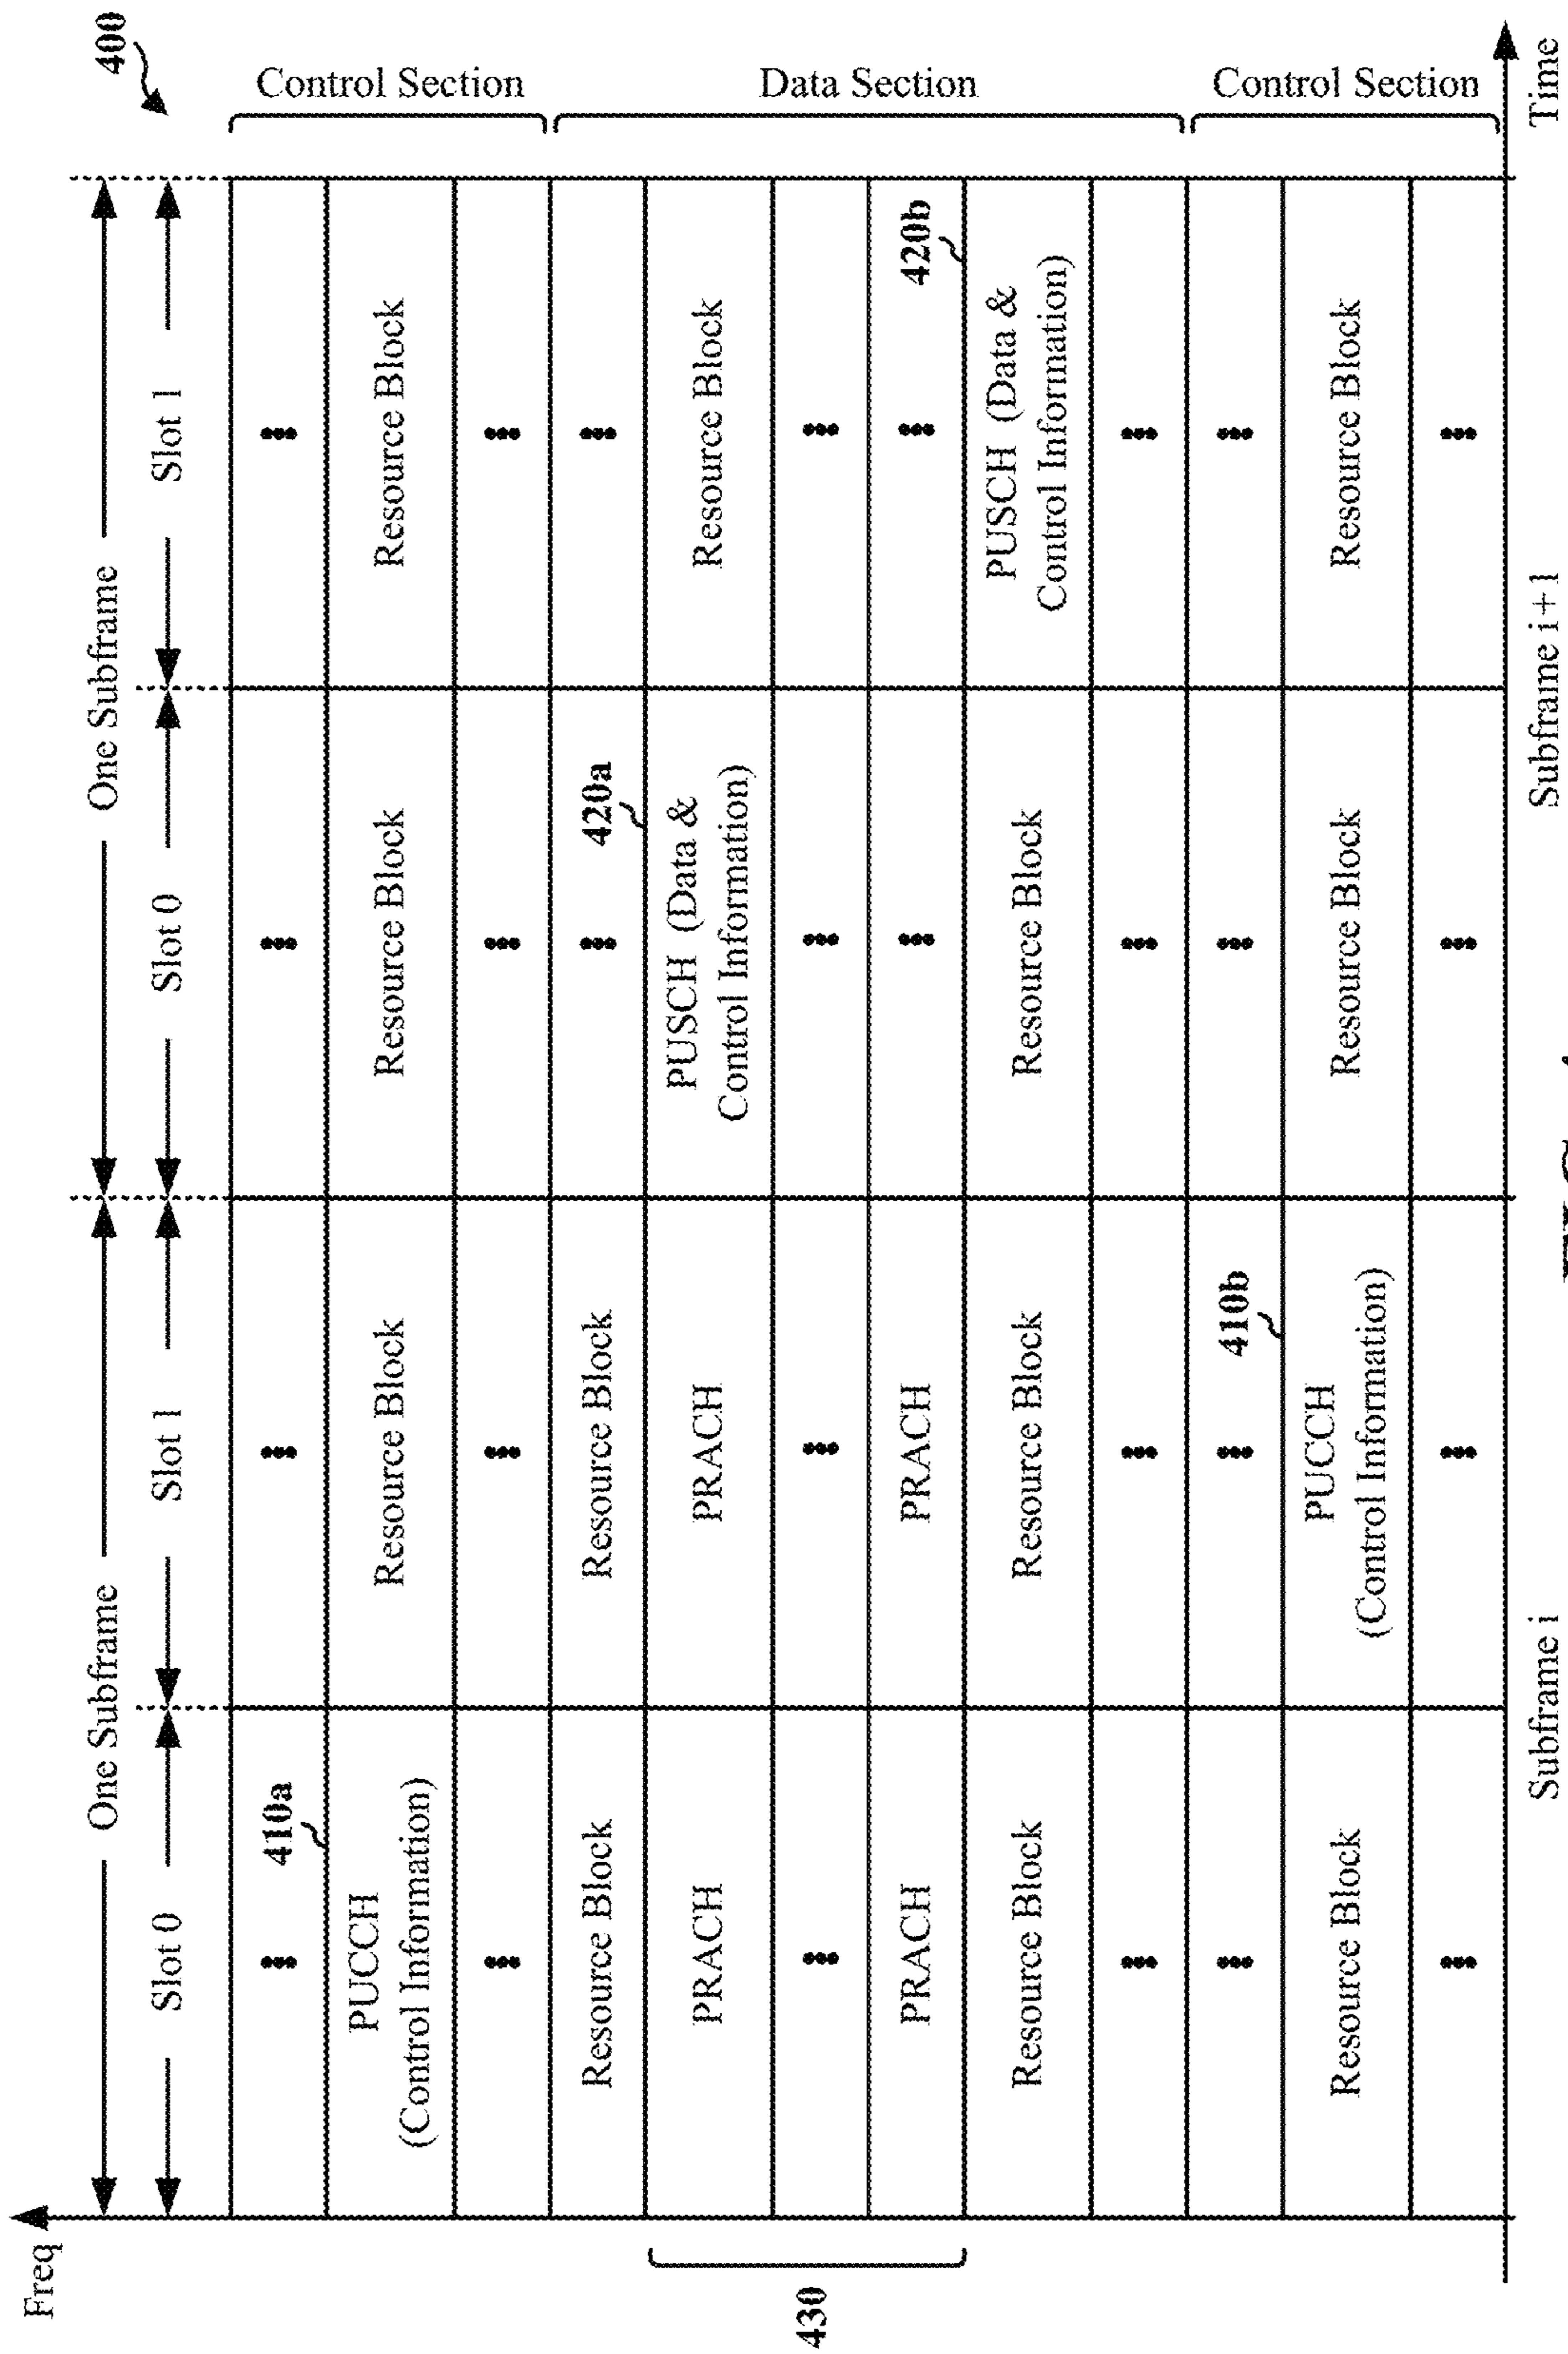 Freq
One Subframe
One Subframe
400
Slot 0
Slot 1
Slot 0
Slot 1
410a
PUCCH
(Control Information)
Resource Block
Resource Block
Resource Block
Control Section
Resource Block
Resource Block
420a
PRACH
PRACH
PUSCH (Data &
Control Information)
Resource Block
430
Data Section
PRACH
PRACH
420b
Resource Block
Resource Block
Resource Block
PUSCH (Data &
Control Information)
410b
Resource Block
PUCCH
(Control Information)
Resource Block
Resource Block
Control Section
Subframe i
Subframe i+1
Time